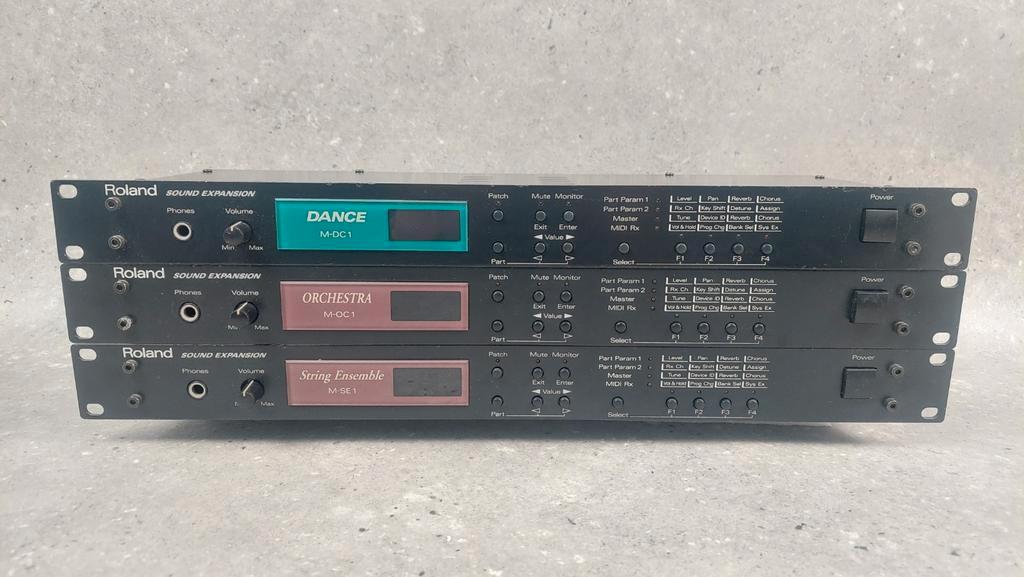 Roland SOUND EXPANSION
Phones Volume
Min Max
DANCE
M-DC1
Patch Mute Monitor
Exit Enter
Value
Part
Part Param 1 Level Pan Reverb Chorus
Part Param 2 Rx Ch Key Shift Detune Assign
Master Tune Device ID Reverb Chorus
MIDI Rx Vol & Hold Prog Chg Bank Sel Sys Ex
Select F1 F2 F3 F4
Power
Roland SOUND EXPANSION
Phones Volume
Max
ORCHESTRA
M-OC1
Patch Mute Monitor
Exit Enter
Value
Part
Part Param 1 Level Pan Reverb Chorus
Part Param 2 Rx Ch Key Shift Detune Assign
Master Tune Device ID Reverb Chorus
MIDI Rx Vol & Hold Prog Chg Bank Sel Sys Ex
Select F1 F2 F3 F4
Power
Roland SOUND EXPANSION
Phones Volume
Max
String Ensemble
M-SE1
Patch Mute Monitor
Exit Enter
Value
Part
Part Param 1 Level Pan Reverb Chorus
Part Param 2 Rx Ch Key Shift Detune Assign
Master Tune Device ID Reverb Chorus
MIDI Rx Vol & Hold Prog Chg Bank Sel Sys Ex
Select F1 F2 F3 F4
Power